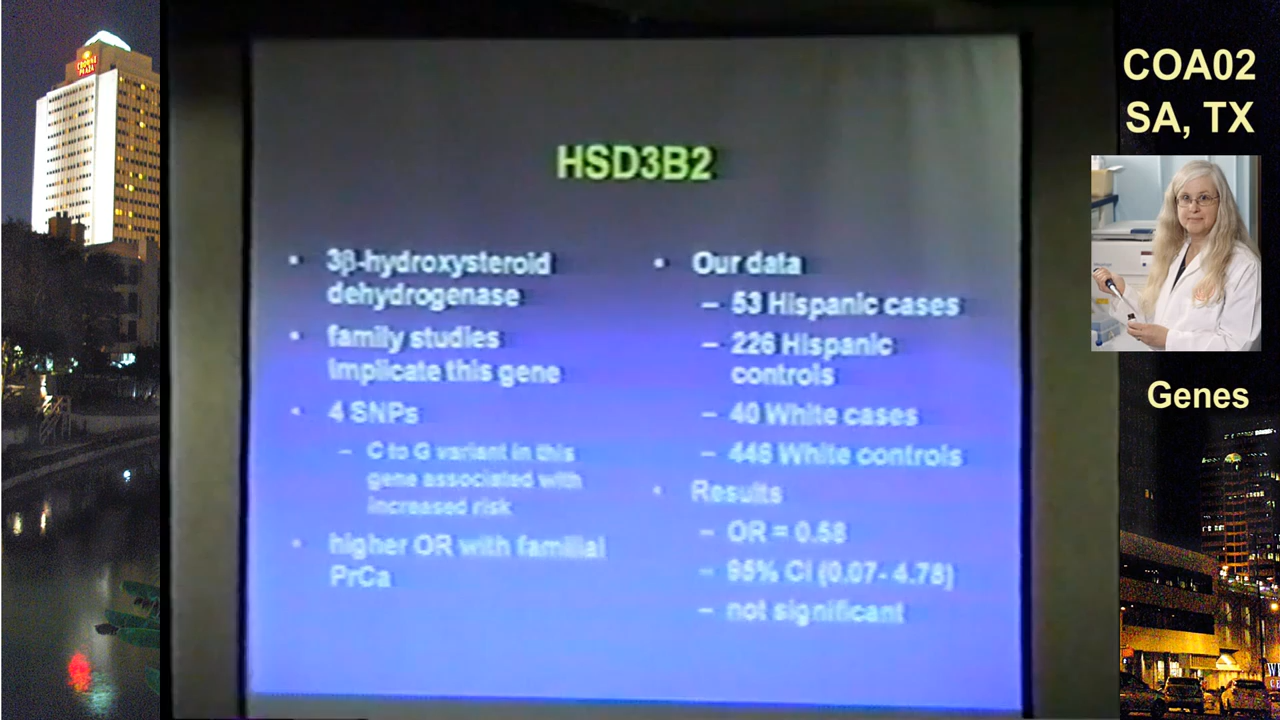 CROWNE
PLAZA
HSD3B2
• 3β-hydroxysteroid
dehydrogenase
• family studies
implicate this gene
• 4 SNPs
– C to G variant in this
gene associated with
increased risk
• higher OR with familial
PrCa
• Our data
– 53 Hispanic cases
– 226 Hispanic
controls
– 40 White cases
– 446 White controls
• Results
– OR = 0.58
– 95% CI (0.07- 4.78)
– not significant
COA02
SA, TX
Genes